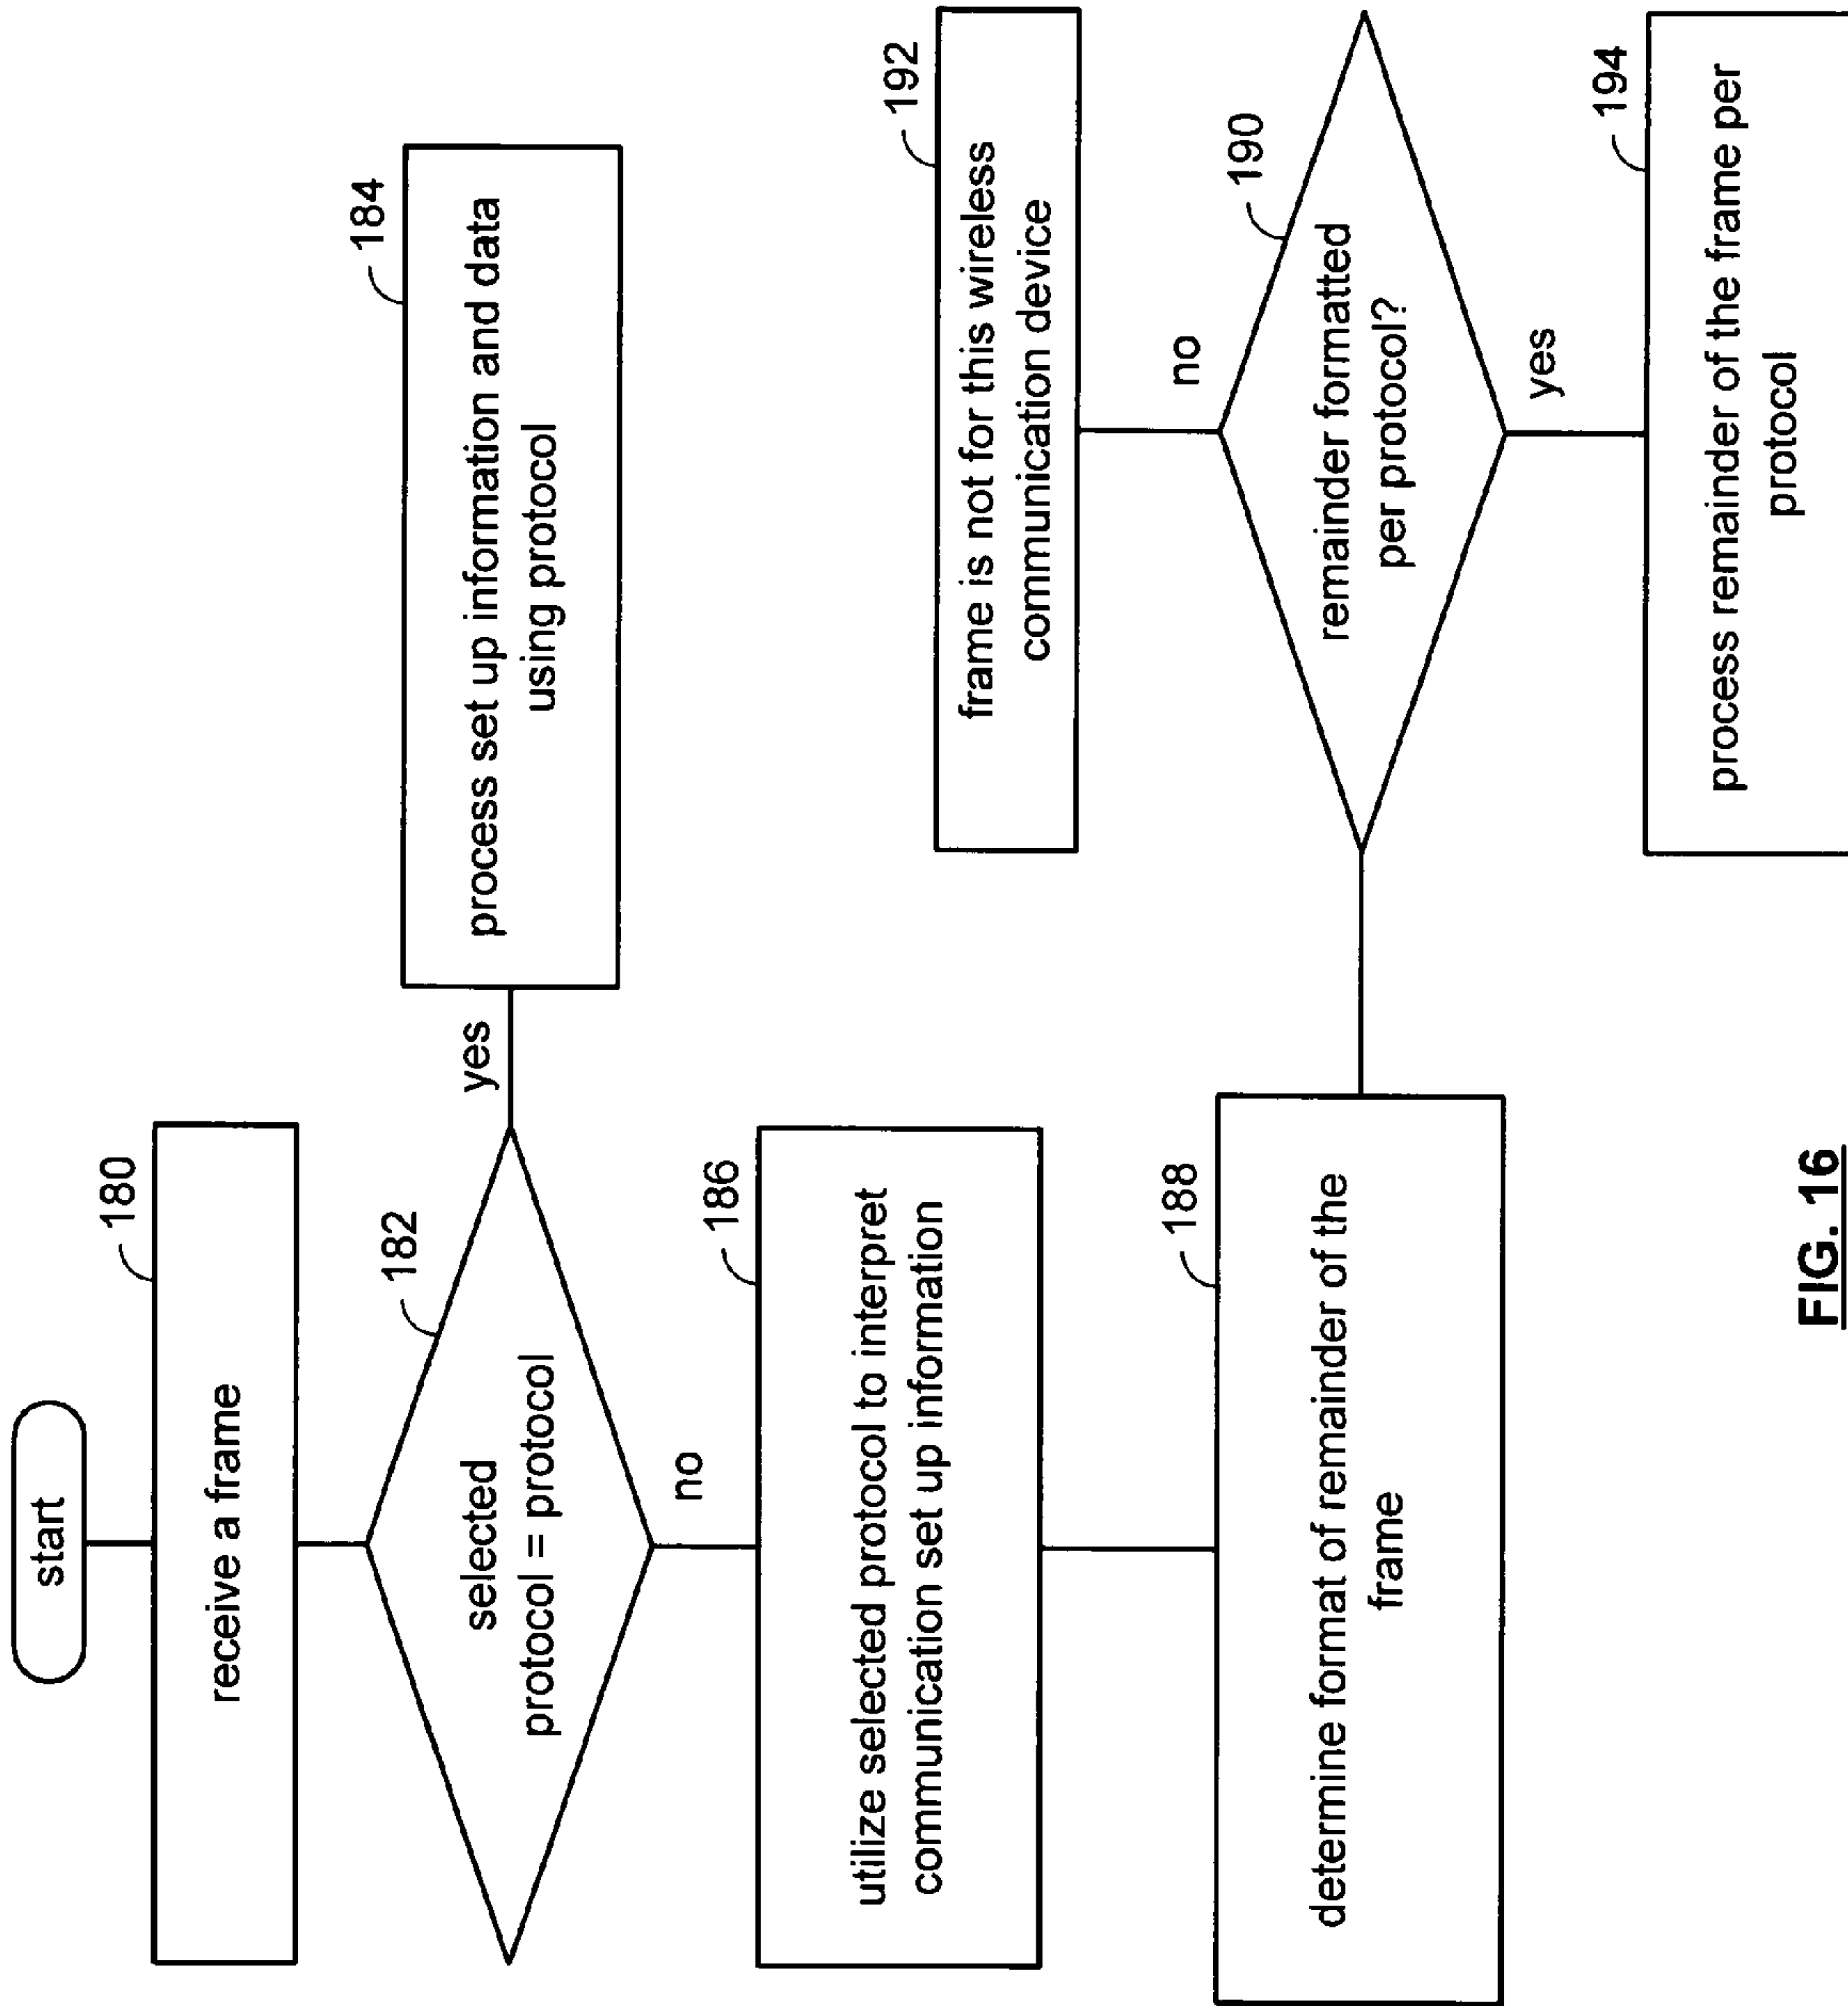 start
180
receive a frame
182
selected
protocol = protocol
yes
184
process set up information and data
using protocol
no
186
utilize selected protocol to interpret
communication set up information
188
determine format of remainder of the
frame
190
remainder formatted
per protocol?
no
192
frame is not for this wireless
communication device
yes
194
process remainder of the frame per
protocol
FIG. 16